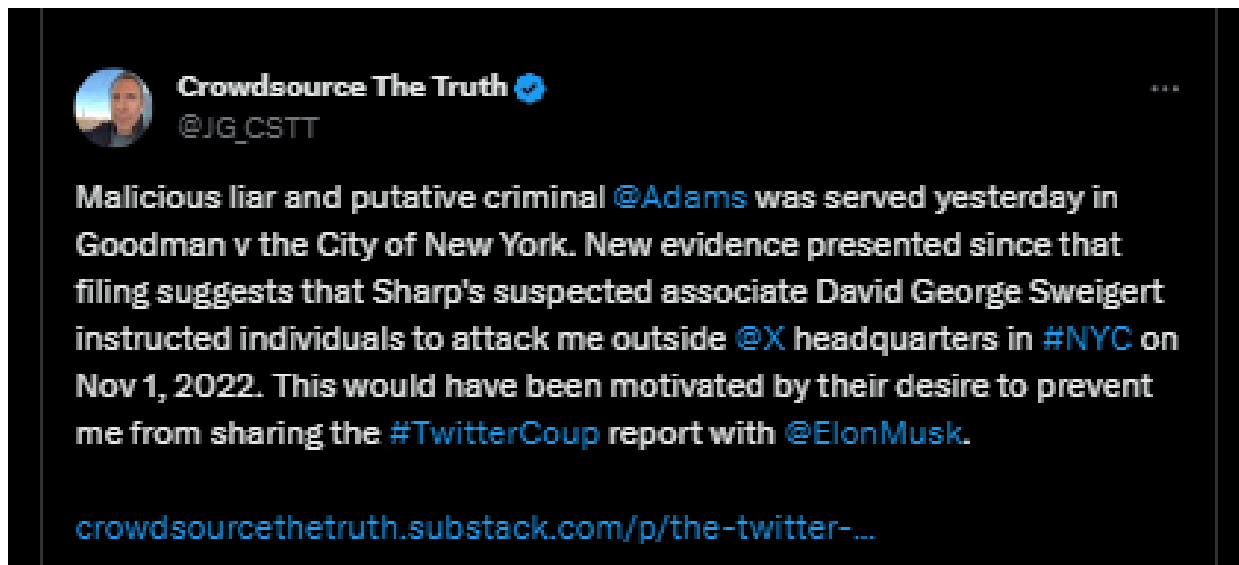 Crowdsource The Truth
@JG_CSTT
Malicious liar and putative criminal @Adams was served yesterday in
Goodman v the City of New York. New evidence presented since that
filing suggests that Sharp's suspected associate David George Sweigert
instructed individuals to attack me outside @X headquarters in #NYC on
Nov 1, 2022. This would have been motivated by their desire to prevent
me from sharing the #TwitterCoup report with @ElonMusk.
crowdsourcethetruth.substack.com/p/the-twitter-...